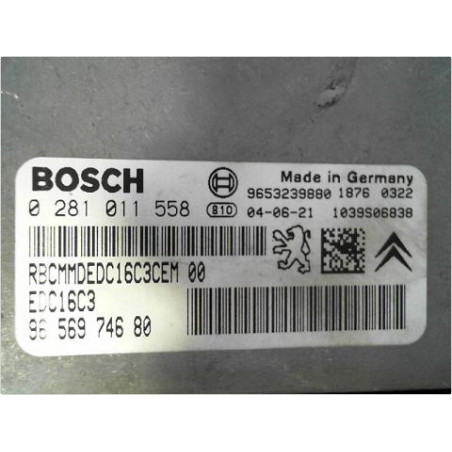 BOSCH
Made in Germany
9653239880 1876 0322
0 281 011 558 810 04-06-21 1039S06838
RBCMMDEDC16C3CEM 00
EDC16C3
96 569 746 80